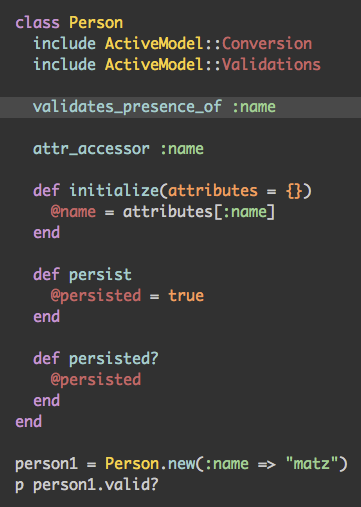 class Person
  include ActiveModel::Conversion
  include ActiveModel::Validations
  validates_presence_of :name
  attr_accessor :name
  def initialize(attributes = {})
    @name = attributes[:name]
  end
  def persist
    @persisted = true
  end
  def persisted?
    @persisted
  end
end
person1 = Person.new(:name => "matz")
p person1.valid?